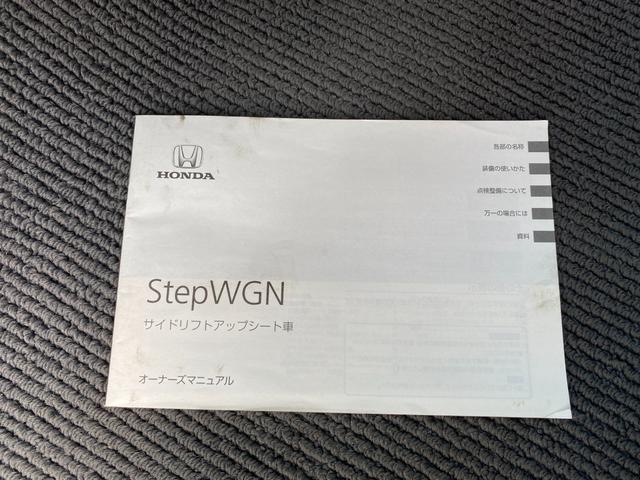 HONDA
各部の名称
装備の使いかた
点検整備について
万一の場合には
資料
StepWGN
サイドリフトアップシート車
オーナーズマニュアル